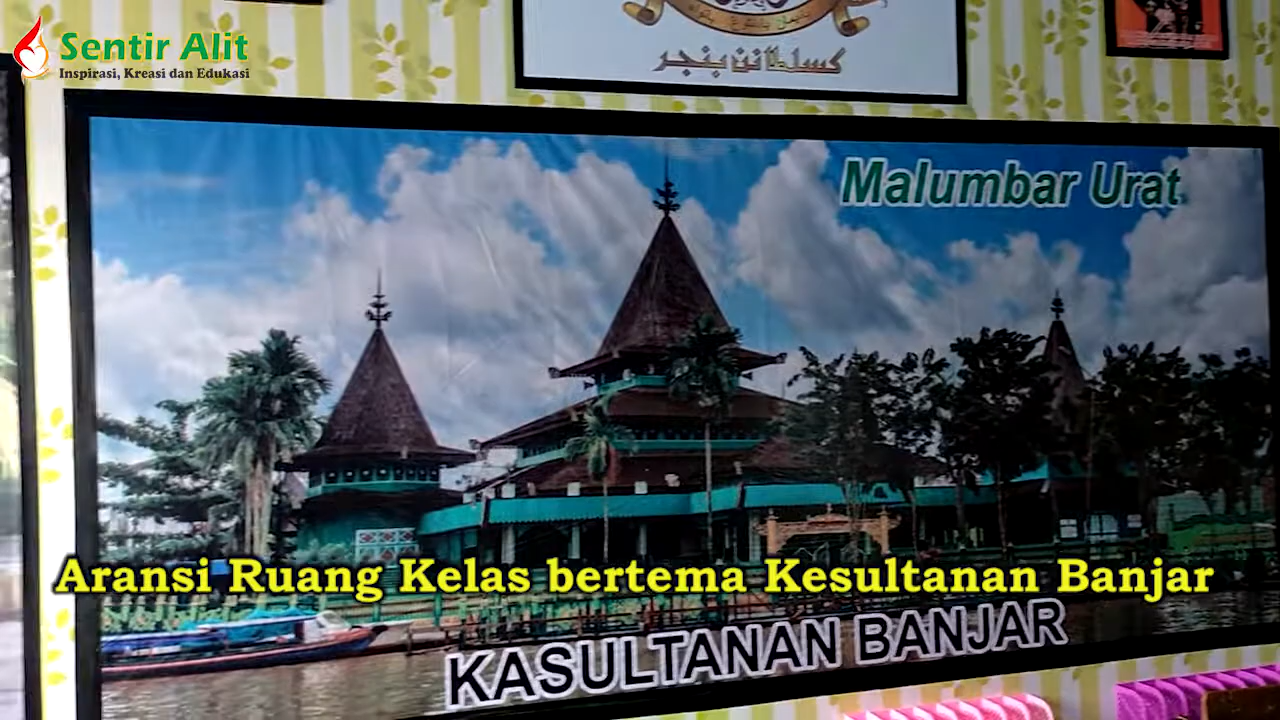 Sentir Alit
Inspirasi, Kreasi dan Edukasi
كسلطانن بنجر
Malumbar Urat
Aransi Ruang Kelas bertema Kesultanan Banjar
KASULTANAN BANJAR